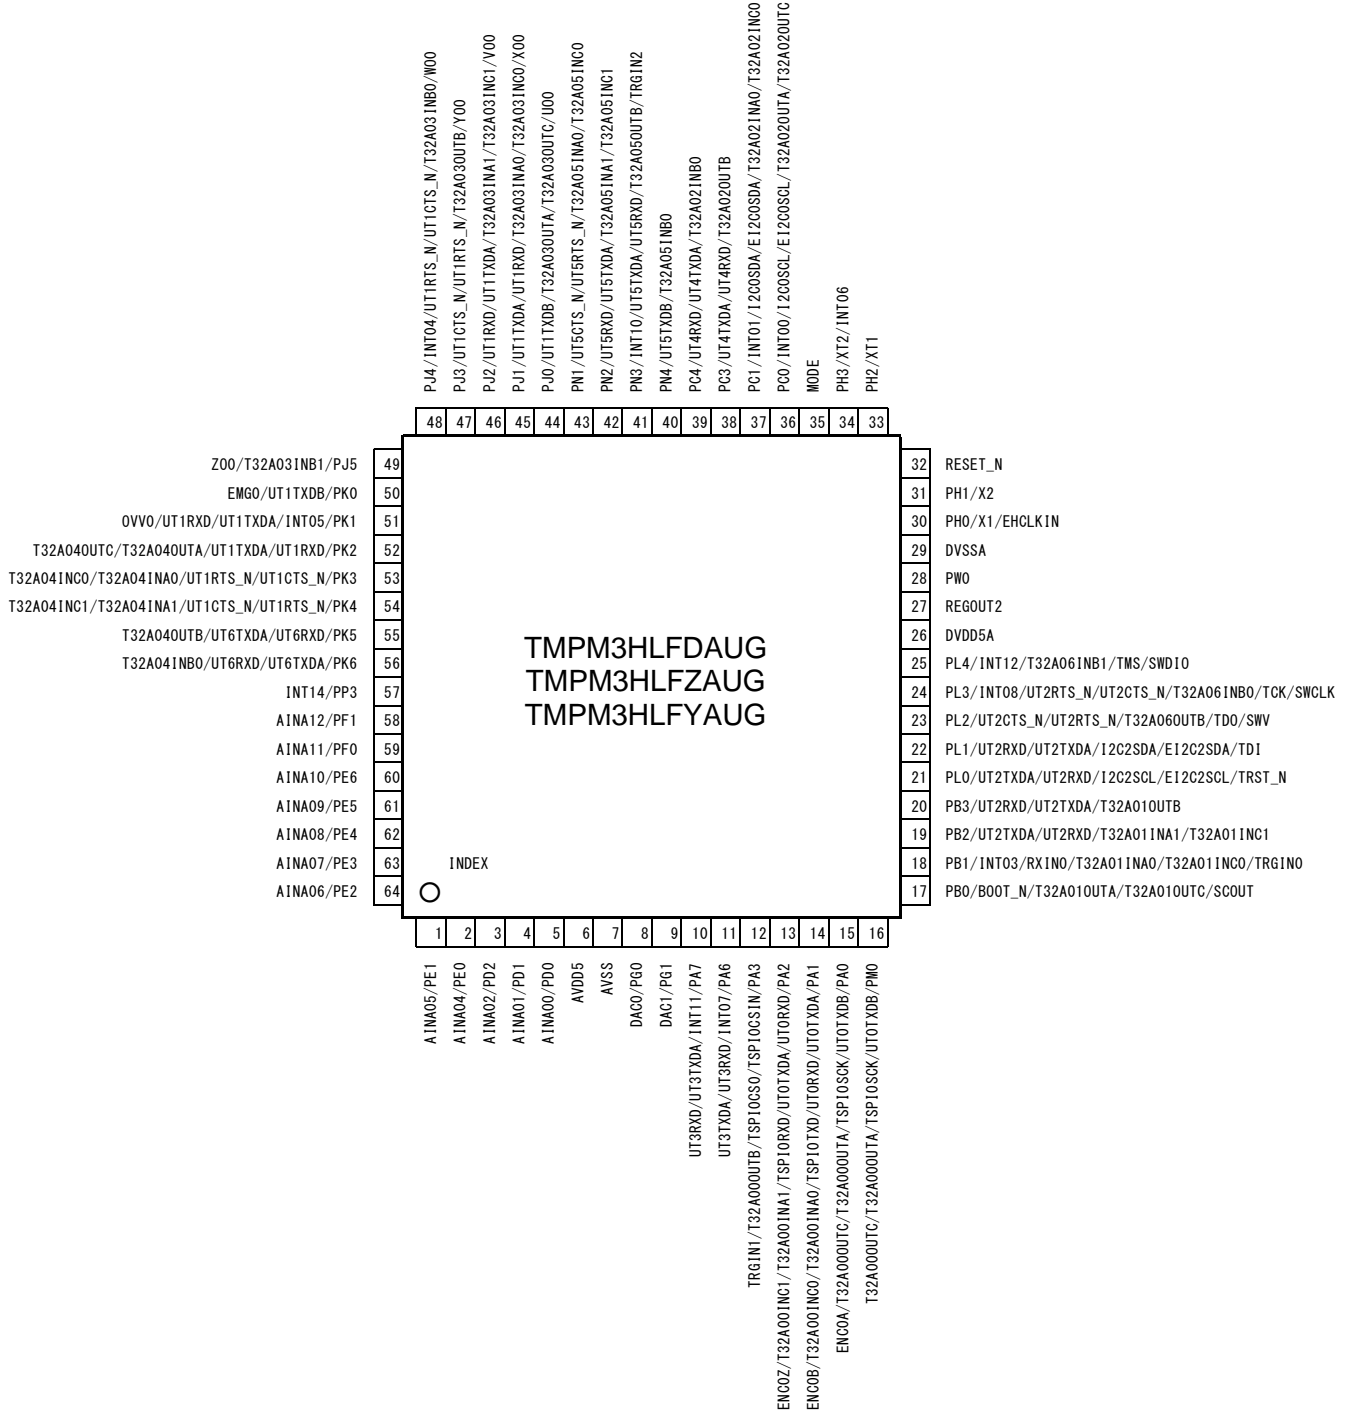 PJ4/INT04/UT1RTS_N/UT1CTS_N/T32A03INB0/WO0
PJ3/UT1CTS_N/UT1RTS_N/T32A03OUTB/YO0
PJ2/UT1RXD/UT1TXDA/T32A03INA1/T32A03INC1/VO0
PJ1/UT1TXDA/UT1RXD/T32A03INA0/T32A03INC0/XO0
PJ0/UT1TXDB/T32A03OUTA/T32A03OUTC/UO0
PN1/UT5CTS_N/UT5RTS_N/T32A05INA0/T32A05INC0
PN2/UT5RXD/UT5TXDA/T32A05INA1/T32A05INC1
PN3/INT10/UT5TXDA/UT5RXD/T32A05OUTB/TRGIN2
PN4/UT5TXDB/T32A05INB0
PC4/UT4RXD/UT4TXDA/T32A02INB0
PC3/UT4TXDA/UT4RXD/T32A02OUTB
PC1/INT01/I2C0SDA/EI2C0SDA/T32A02INA0/T32A02INC0
PC0/INT00/I2C0SCL/EI2C0SCL/T32A02OUTA/T32A02OUTC
MODE
PH3/XT2/INT06
PH2/XT1
48 47 46 45 44 43 42 41 40 39 38 37 36 35 34 33
ZO0/T32A03INB1/PJ5 49
EMG0/UT1TXDB/PK0 50
OVV0/UT1RXD/UT1TXDA/INT05/PK1 51
T32A04OUTC/T32A04OUTA/UT1TXDA/UT1RXD/PK2 52
T32A04INC0/T32A04INA0/UT1RTS_N/UT1CTS_N/PK3 53
T32A04INC1/T32A04INA1/UT1CTS_N/UT1RTS_N/PK4 54
T32A04OUTB/UT6TXDA/UT6RXD/PK5 55
T32A04INB0/UT6RXD/UT6TXDA/PK6 56
INT14/PP3 57
AINA12/PF1 58
AINA11/PF0 59
AINA10/PE6 60
AINA09/PE5 61
AINA08/PE4 62
AINA07/PE3 63
AINA06/PE2 64
TMPM3HLFDAUG
TMPM3HLFZAUG
TMPM3HLFYAUG
INDEX
32 RESET_N
31 PH1/X2
30 PH0/X1/EHCLKIN
29 DVSSA
28 PW0
27 REGOUT2
26 DVDD5A
25 PL4/INT12/T32A06INB1/TMS/SWDIO
24 PL3/INT08/UT2RTS_N/UT2CTS_N/T32A06INB0/TCK/SWCLK
23 PL2/UT2CTS_N/UT2RTS_N/T32A06OUTB/TDO/SWV
22 PL1/UT2RXD/UT2TXDA/I2C2SDA/EI2C2SDA/TDI
21 PL0/UT2TXDA/UT2RXD/I2C2SCL/EI2C2SCL/TRST_N
20 PB3/UT2RXD/UT2TXDA/T32A01OUTB
19 PB2/UT2TXDA/UT2RXD/T32A01INA1/T32A01INC1
18 PB1/INT03/RXIN0/T32A01INA0/T32A01INC0/TRGIN0
17 PB0/BOOT_N/T32A01OUTA/T32A01OUTC/SCOUT
1 2 3 4 5 6 7 8 9 10 11 12 13 14 15 16
AINA05/PE1
AINA04/PE0
AINA02/PD2
AINA01/PD1
AINA00/PD0
AVDD5
AVSS
DAC0/PG0
DAC1/PG1
UT3RXD/UT3TXDA/INT11/PA7
UT3TXDA/UT3RXD/INT07/PA6
TRGIN1/T32A00OUTB/TSPI0CS0/TSPI0CSIN/PA3
ENC0Z/T32A00INC1/T32A00INA1/TSPI0RXD/UT0TXDA/UT0RXD/PA2
ENC0B/T32A00INC0/T32A00INA0/TSPI0TXD/UT0RXD/UT0TXDA/PA1
ENC0A/T32A00OUTC/T32A00OUTA/TSPI0SCK/UT0TXDB/PA0
T32A00OUTC/T32A00OUTA/TSPI0SCK/UT0TXDB/PM0